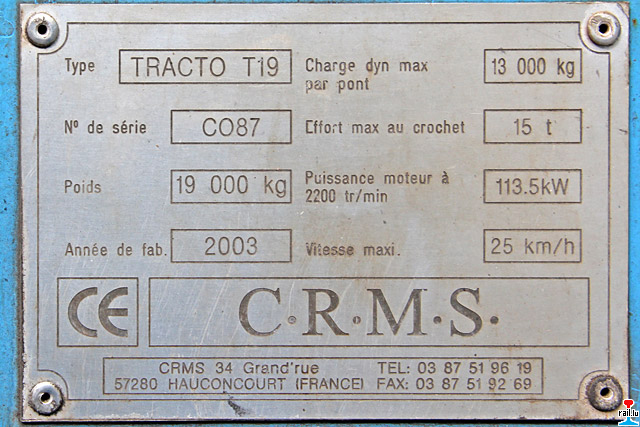 Type TRACTO T19 Charge dyn max par pont 13 000 kg
N° de série CO87 Effort max au crochet 15 t
Poids 19 000 kg Puissance moteur à 2200 tr/min 113.5kW
Année de fab. 2003 Vitesse maxi. 25 km/h
CE C.R.M.S.
CRMS 34 Grand'rue TEL: 03 87 51 96 19
57280 HAUCONCOURT (FRANCE) FAX: 03 87 51 92 69
rail.lu